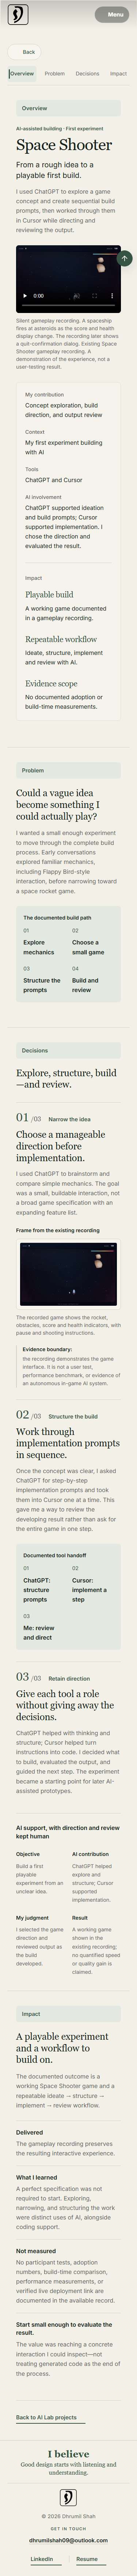 Menu
Back
Overview Problem Decisions Impact
Overview
AI-assisted building · First experiment
Space Shooter
From a rough idea to a
playable first build.
I used ChatGPT to explore a game
concept and create sequential build
prompts, then worked through them
in Cursor while directing and
reviewing the output.
0:00
Silent gameplay recording. A spaceship
fires at asteroids as the score and health
display change. The recording later shows
a quit-confirmation dialog. Existing Space
Shooter gameplay recording. A
demonstration of the experience, not a
user-testing result.
My contribution
Concept exploration, build
direction, and output review
Context
My first experiment building
with AI
Tools
ChatGPT and Cursor
AI involvement
ChatGPT supported ideation
and build prompts; Cursor
supported implementation. I
chose the direction and
evaluated the result.
Impact
Playable build
A working game documented
in a gameplay recording.
Repeatable workflow
Ideate, structure, implement
and review with AI.
Evidence scope
No documented adoption or
build-time measurements.
Problem
Could a vague idea
become something I
could actually play?
I wanted a small enough experiment
to move through the complete build
process. Early conversations
explored familiar mechanics,
including Flappy Bird-style
interaction, before narrowing toward
a space rocket game.
The documented build path
01 02
Explore Choose a
mechanics small game
03 04
Structure the Build and
prompts review
Decisions
Explore, structure, build
—and review.
01 /03 Narrow the idea
Choose a manageable
direction before
implementation.
I used ChatGPT to brainstorm and
compare simple mechanics. The goal
was a small, buildable interaction, not
a broad game specification with an
expanding feature list.
Frame from the existing recording
The recorded game shows the rocket,
obstacles, score and health indicators, with
pause and shooting instructions.
Evidence boundary:
the recording demonstrates the game
interface. It is not a user test,
performance benchmark, or evidence of
an autonomous in-game AI system.
02 /03 Structure the build
Work through
implementation prompts
in sequence.
Once the concept was clear, I asked
ChatGPT for step-by-step
implementation prompts and took
them into Cursor one at a time. This
gave me a way to review the
developing result rather than ask for
the entire game in one step.
Documented tool handoff
01 02
ChatGPT: Cursor:
structure implement a
prompts step
03
Me: review
and direct
03 /03 Retain direction
Give each tool a role
without giving away the
decisions.
ChatGPT helped with thinking and
structure; Cursor helped turn
instructions into code. I decided what
to build, evaluated the output, and
guided the next step. The experiment
became a starting point for later AI-
assisted prototypes.
AI support, with direction and review
kept human
Objective AI contribution
Build a first ChatGPT helped
playable explore and
experiment from an structure; Cursor
unclear idea. supported
implementation.
My judgment Result
I selected the game A working game
direction and shown in the
reviewed output as existing recording;
the build no quantified speed
developed. or quality gain is
claimed.
Impact
A playable experiment
and a workflow to
build on.
The documented outcome is a
working Space Shooter game and a
repeatable ideate → structure →
implement → review workflow.
Delivered
The gameplay recording preserves
the resulting interactive experience.
What I learned
A perfect specification was not
required to start. Exploring,
narrowing, and structuring the work
were distinct uses of AI, alongside
coding support.
Not measured
No participant tests, adoption
numbers, build-time comparison,
performance measurements, or
verified live deployment link are
documented in the available record.
Start small enough to evaluate the
result.
The value was reaching a concrete
interaction I could inspect—not
treating generated code as the end of
the process.
Back to AI Lab projects
I believe
Good design starts with listening and
understanding.
© 2026 Dhrumil Shah
GET IN TOUCH
dhrumilshah09@outlook.com
LinkedIn Resume